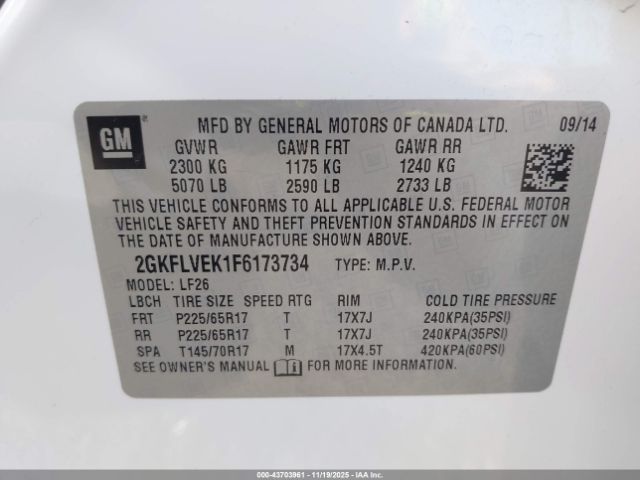 GM
MFD BY GENERAL MOTORS OF CANADA LTD. 09/14
GVWR GAWR FRT GAWR RR
2300 KG 1175 KG 1240 KG
5070 LB 2590 LB 2733 LB
THIS VEHICLE CONFORMS TO ALL APPLICABLE U.S. FEDERAL MOTOR
VEHICLE SAFETY AND THEFT PREVENTION STANDARDS IN EFFECT ON
THE DATE OF MANUFACTURE SHOWN ABOVE.
2GKFLVEK1F6173734 TYPE: M.P.V.
MODEL: LF26
LBCH TIRE SIZE SPEED RTG RIM COLD TIRE PRESSURE
FRT P225/65R17 T 17X7J 240KPA(35PSI)
RR P225/65R17 T 17X7J 240KPA(35PSI)
SPA T145/70R17 M 17X4.5T 420KPA(60PSI)
SEE OWNER'S MANUAL FOR MORE INFORMATION.
000-43703961 - 11/19/2025 - IAAI.COM